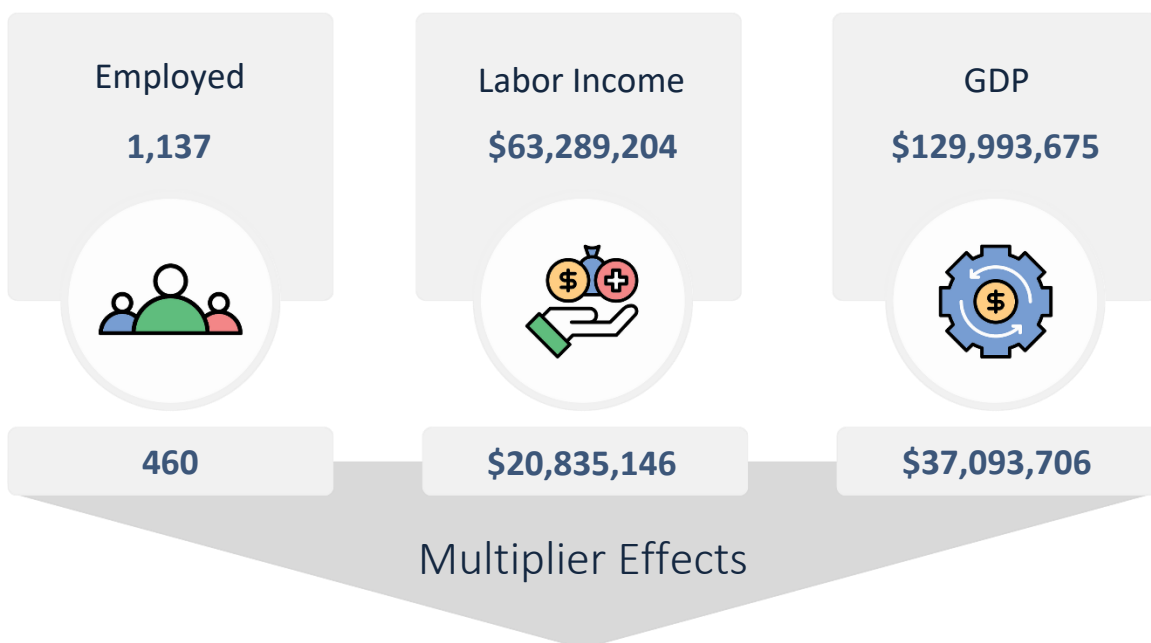 Employed
1,137
Labor Income
$63,289,204
GDP
$129,993,675
$
$
460
$20,835,146
$37,093,706
Multiplier Effects